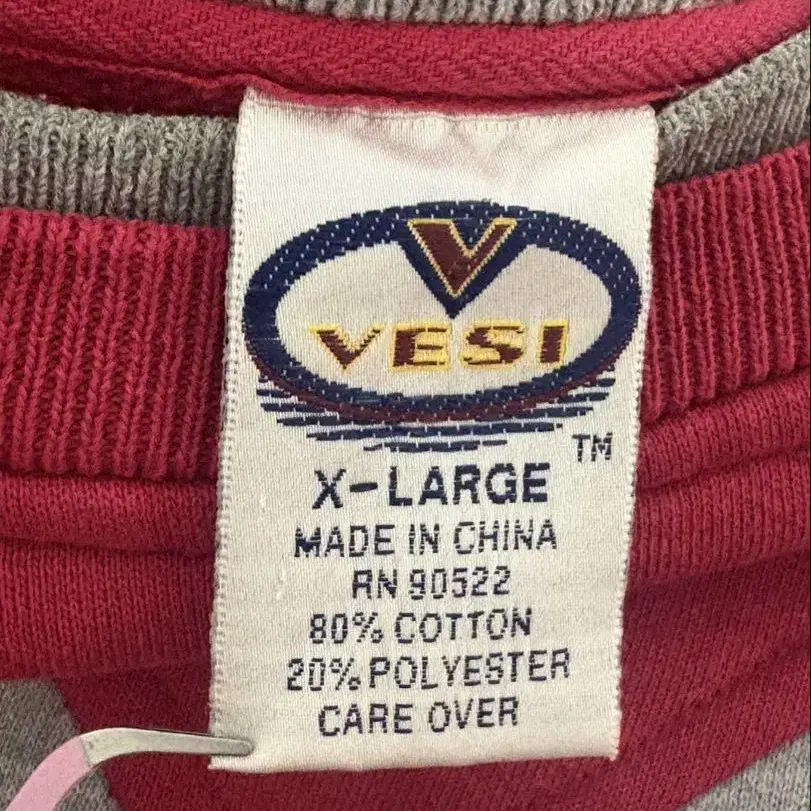 V
VESI
TM
X-LARGE
MADE IN CHINA
RN 90522
80% COTTON
20% POLYESTER
CARE OVER